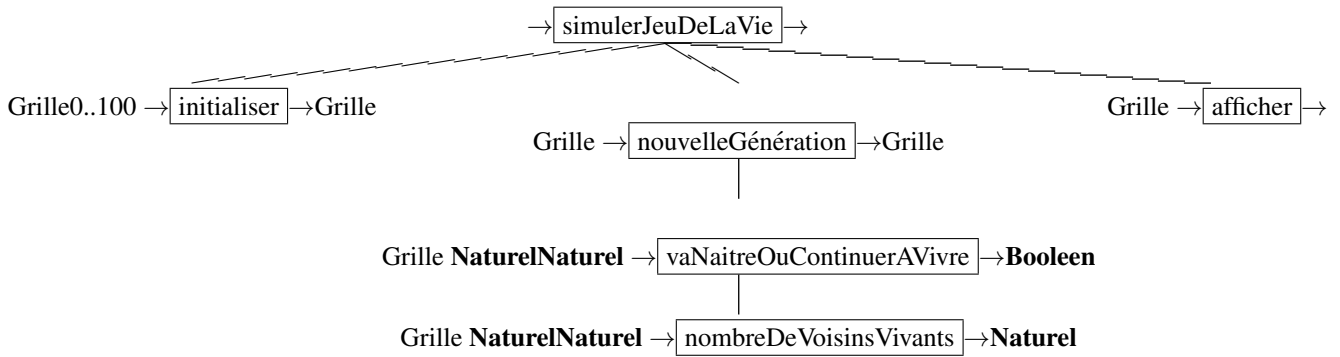 → simulerJeuDeLaVie →
Grille0..100 → initialiser → Grille
Grille → afficher →
Grille → nouvelleGénération → Grille
Grille NaturelNaturel → vaNaitreOuContinuerAVivre → Booleen
Grille NaturelNaturel → nombreDeVoisinsVivants → Naturel